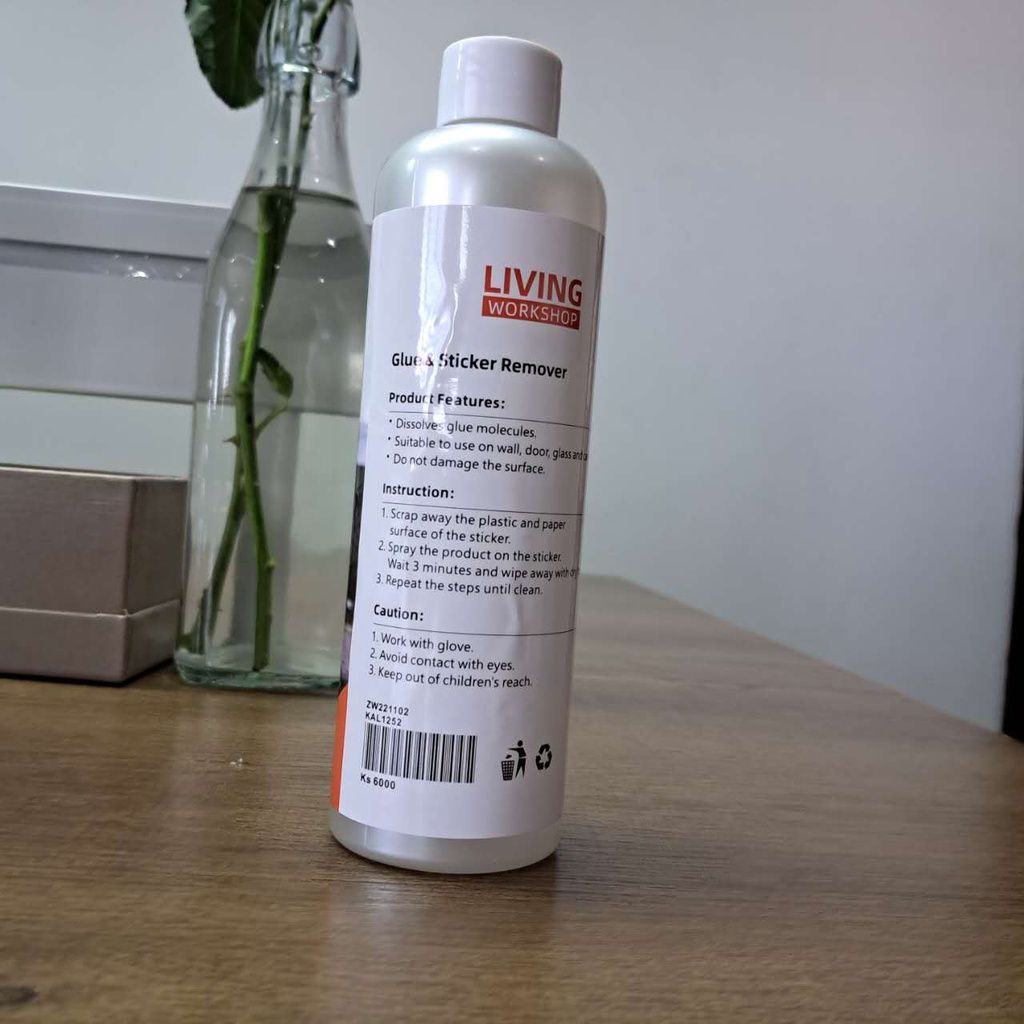 LIVING
WORKSHOP
Glue & Sticker Remover
Product Features:
• Dissolves glue molecules.
• Suitable to use on wall, door, glass and
• Do not damage the surface.
Instruction:
1. Scrap away the plastic and paper
surface of the sticker.
2. Spray the product on the sticker.
Wait 3 minutes and wipe away with
3. Repeat the steps until clean.
Caution:
1. Work with glove.
2. Avoid contact with eyes.
3. Keep out of children's reach.
ZW221102
KAL1252
Ks 6000